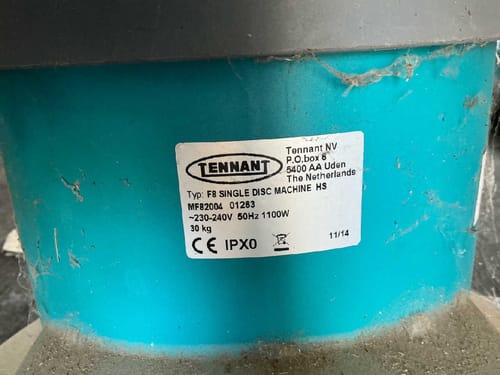 TENNANT
Tennant NV
P.O.box 6
5400 AA Uden
The Netherlands
Typ: F8 SINGLE DISC MACHINE HS
MF82004 01263
~230-240V 50Hz 1100W
30 kg
CE IPX0
11/14